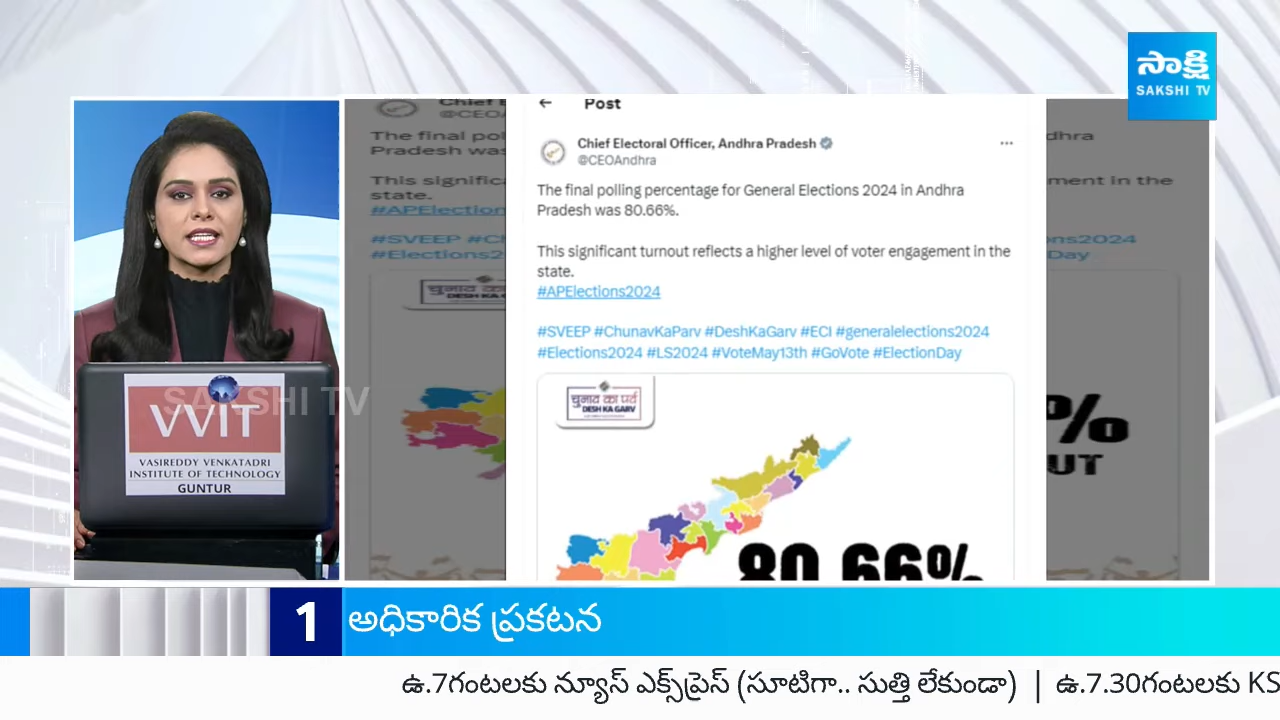 సాక్షి
SAKSHI TV
Post
Chief Electoral Officer, Andhra Pradesh
@CEOAndhra
The final polling percentage for General Elections 2024 in Andhra
Pradesh was 80.66%.
This significant turnout reflects a higher level of voter engagement in the
state.
#APElections2024
#SVEEP #ChunavKaParv #DeshKaGarv #ECI #generalelections2024
#Elections2024 #LS2024 #VoteMay13th #GoVote #ElectionDay
चुनाव का पर्व
DESH KA GARV
80.66%
SAKSHI TV
VVIT
VASIREDDY VENKATADRI
INSTITUTE OF TECHNOLOGY
GUNTUR
1 అధికారిక ప్రకటన
ఉ.7గంటలకు న్యూస్ ఎక్స్‌ప్రెస్ (సూటిగా.. సుత్తి లేకుండా) | ఉ.7.30గంటలకు KS